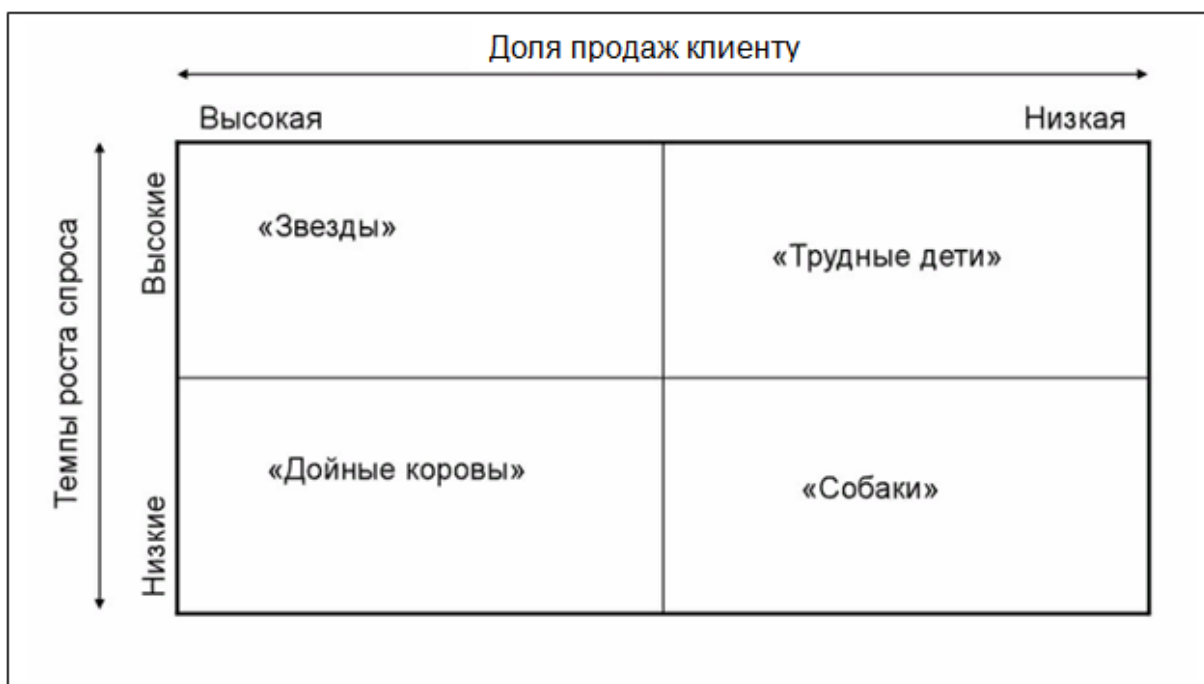 Доля продаж клиенту
Высокая
Низкая
Темпы роста спроса
Высокие
«Звезды»
«Трудные дети»
Низкие
«Дойные коровы»
«Собаки»